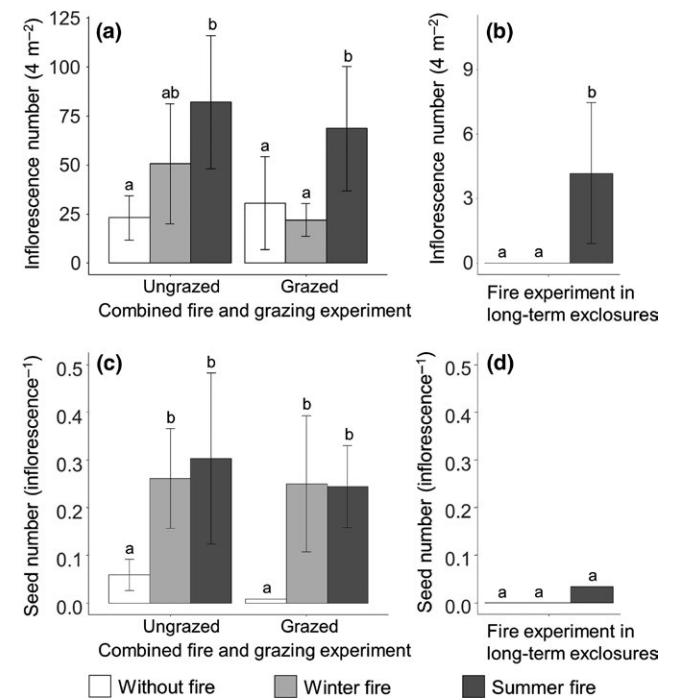 (a)
Inflorescence number (4 m⁻²)
125
100
75
50
25
0
a
ab
b
a
a
b
Ungrazed
Grazed
Combined fire and grazing experiment
(b)
Inflorescence number (4 m⁻²)
9
6
3
0
a
a
b
Fire experiment in
long-term exclosures
(c)
Seed number (inflorescence⁻¹)
0.5
0.4
0.3
0.2
0.1
0.0
a
b
b
a
b
b
Ungrazed
Grazed
Combined fire and grazing experiment
(d)
Seed number (inflorescence⁻¹)
0.5
0.4
0.3
0.2
0.1
0.0
a
a
a
Fire experiment in
long-term exclosures
Without fire
Winter fire
Summer fire